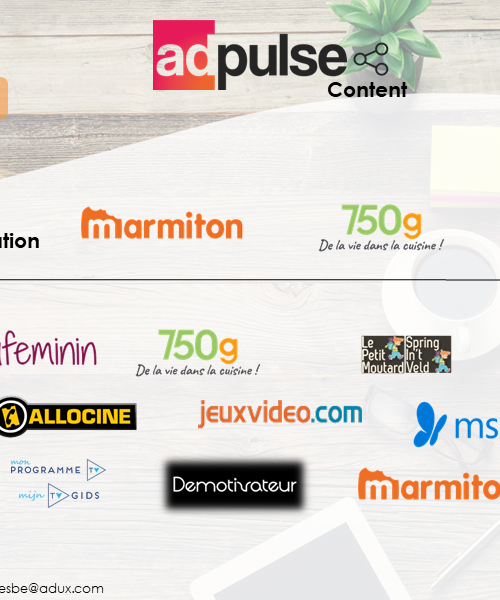 adpulse
Content
marmiton
750g
De la vie dans la cuisine !
feminin
750g
De la vie dans la cuisine !
Le Petit Moutard
Spring In't Veld
ALLOCINE
jeuxvideo.com
ms
mon PROGRAMME TV
mijn TV GIDS
Demotivateur
marmito
esbe@adux.com